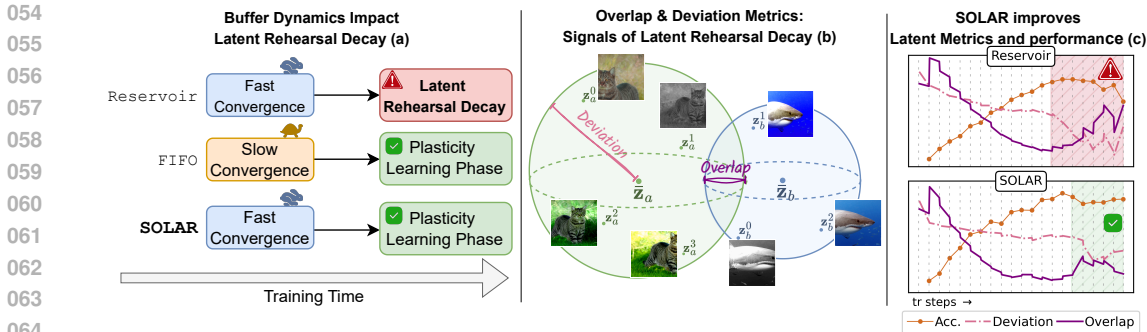 054
055
056
057
058
059
060
061
062
063
064
Buffer Dynamics Impact
Latent Rehearsal Decay (a)
Reservoir
Fast
Convergence
Latent
Rehearsal Decay
FIFO
Slow
Convergence
Plasticity
Learning Phase
SOLAR
Fast
Convergence
Plasticity
Learning Phase
Training Time
Overlap & Deviation Metrics:
Signals of Latent Rehearsal Decay (b)
z_a^0
z_a^1
Deviation
z̄_a
z_a^2
z_a^3
Overlap
z_b^1
z̄_b
z_b^0
z_b^2
SOLAR improves
Latent Metrics and performance (c)
Reservoir
SOLAR
tr steps →
Acc. Deviation Overlap